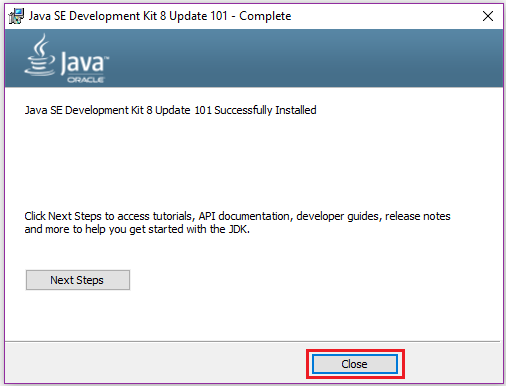 Java SE Development Kit 8 Update 101 - Complete
Java™
ORACLE
Java SE Development Kit 8 Update 101 Successfully Installed
Click Next Steps to access tutorials, API documentation, developer guides, release notes
and more to help you get started with the JDK.
Next Steps
Close